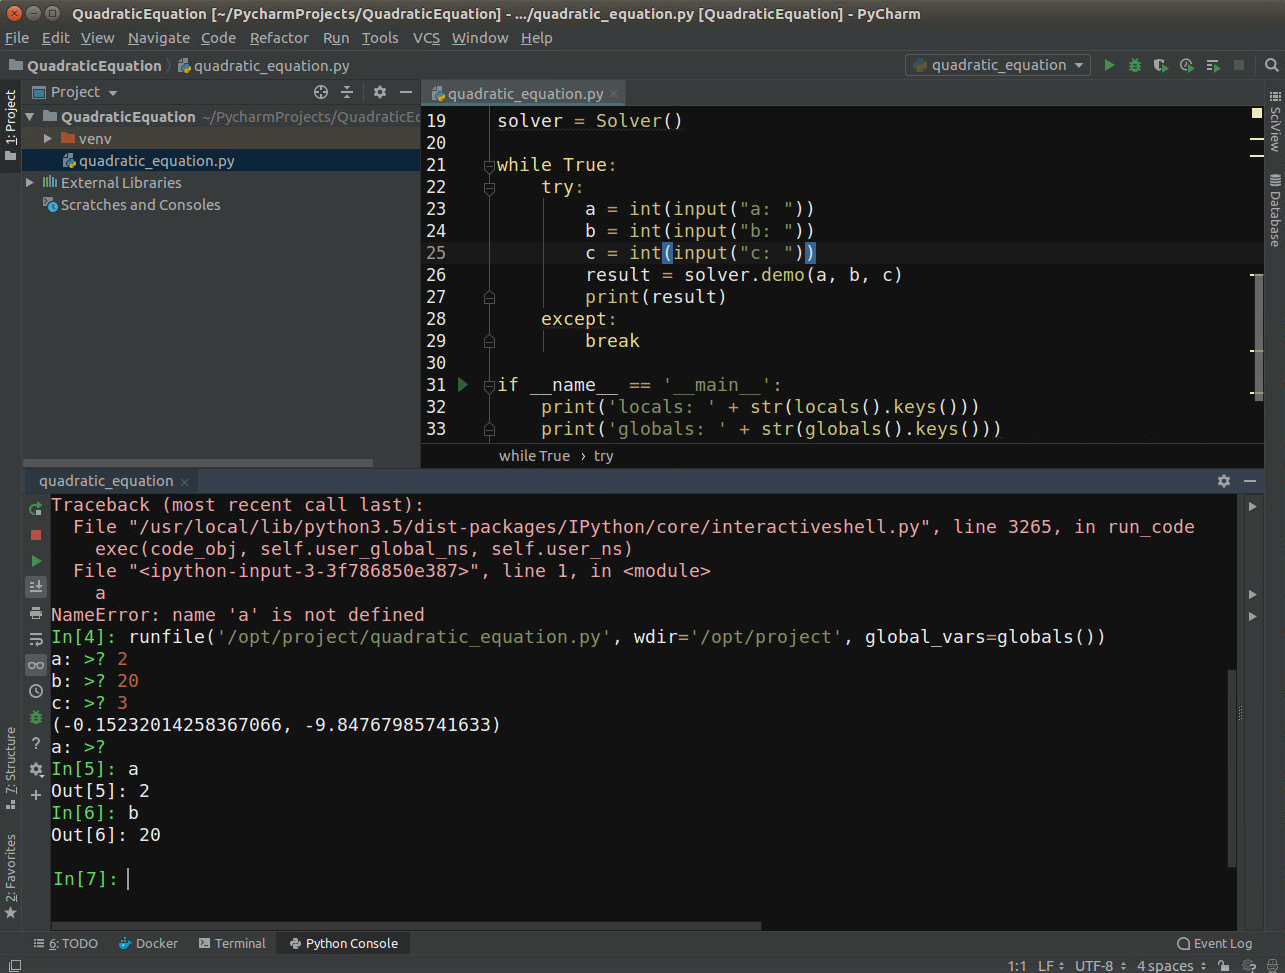 QuadraticEquation [~/PycharmProjects/QuadraticEquation] - .../quadratic_equation.py [QuadraticEquation] - PyCharm
File Edit View Navigate Code Refactor Run Tools VCS Window Help
QuadraticEquation quadratic_equation.py
quadratic_equation
1: Project
Project
QuadraticEquation ~/PycharmProjects/QuadraticEc
venv
quadratic_equation.py
External Libraries
Scratches and Consoles
quadratic_equation.py
19 solver = Solver()
20
21 while True:
22 try:
23 a = int(input("a: "))
24 b = int(input("b: "))
25 c = int(input("c: "))
26 result = solver.demo(a, b, c)
27 print(result)
28 except:
29 break
30
31 if __name__ == '__main__':
32 print('locals: ' + str(locals().keys()))
33 print('globals: ' + str(globals().keys()))
while True › try
SciView
Database
quadratic_equation
Traceback (most recent call last):
File "/usr/local/lib/python3.5/dist-packages/IPython/core/interactiveshell.py", line 3265, in run_code
exec(code_obj, self.user_global_ns, self.user_ns)
File "<ipython-input-3-3f786850e387>", line 1, in <module>
a
NameError: name 'a' is not defined
In[4]: runfile('/opt/project/quadratic_equation.py', wdir='/opt/project', global_vars=globals())
a: >? 2
b: >? 20
c: >? 3
(-0.15232014258367066, -9.84767985741633)
a: >?
In[5]: a
Out[5]: 2
In[6]: b
Out[6]: 20
In[7]:
7: Structure
2: Favorites
6: TODO Docker Terminal Python Console Event Log
1:1 LF UTF-8 4 spaces